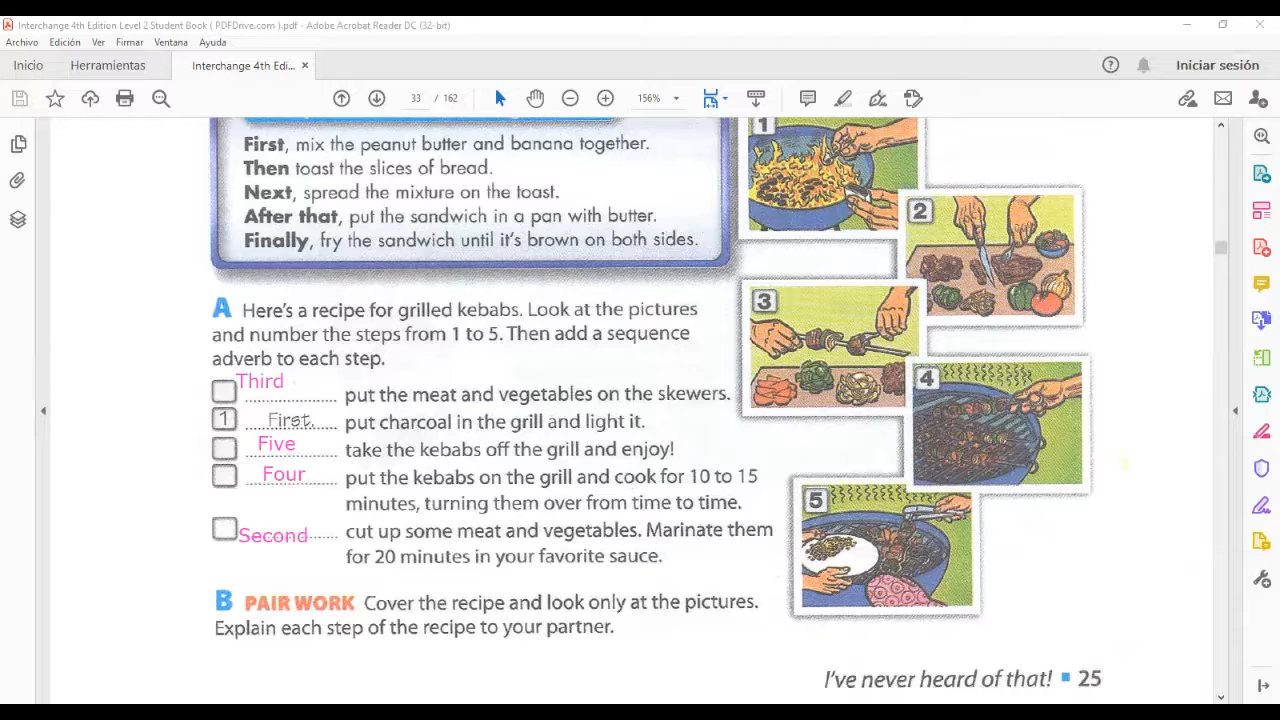 Interchange 4th Edition Level 2 Student Book ( PDFDrive.com ).pdf - Adobe Acrobat Reader DC (32-bit)
Archivo Edición Ver Firmar Ventana Ayuda
Inicio Herramientas Interchange 4th Edi... × Iniciar sesión
33 / 162 156%
First, mix the peanut butter and banana together.
Then toast the slices of bread.
Next, spread the mixture on the toast.
After that, put the sandwich in a pan with butter.
Finally, fry the sandwich until it's brown on both sides.
1
2
3
4
5
A Here's a recipe for grilled kebabs. Look at the pictures
and number the steps from 1 to 5. Then add a sequence
adverb to each step.
Third put the meat and vegetables on the skewers.
1 First, put charcoal in the grill and light it.
Five take the kebabs off the grill and enjoy!
Four put the kebabs on the grill and cook for 10 to 15
minutes, turning them over from time to time.
Second cut up some meat and vegetables. Marinate them
for 20 minutes in your favorite sauce.
B PAIR WORK Cover the recipe and look only at the pictures.
Explain each step of the recipe to your partner.
I've never heard of that! ▪ 25